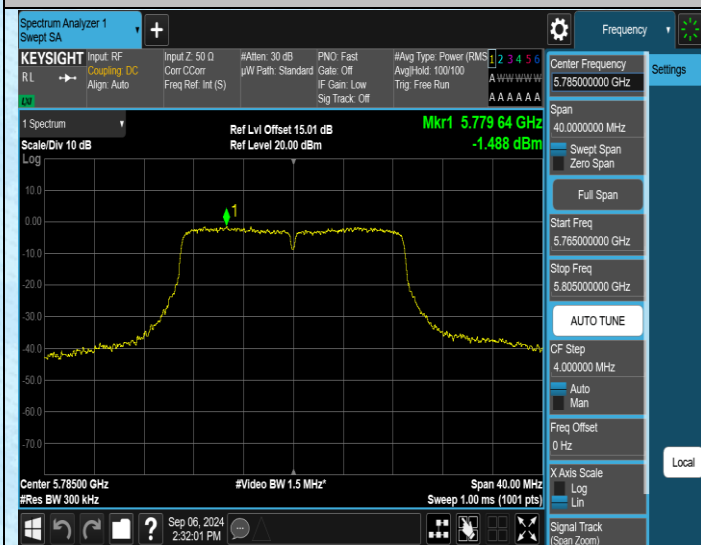 Spectrum Analyzer 1
Swept SA
Frequency
KEYSIGHT
RL
Input: RF
Coupling: DC
Align: Auto
Input Z: 50 Ω
Corr CCorr
Freq Ref: Int (S)
#Atten: 30 dB
µW Path: Standard
PNO: Fast
Gate: Off
IF Gain: Low
Sig Track: Off
#Avg Type: Power (RMS
Avg|Hold: 100/100
Trig: Free Run
1 2 3 4 5 6
A W W W W W
A A A A A A
1 Spectrum
Scale/Div 10 dB
Log
Ref Lvl Offset 15.01 dB
Ref Level 20.00 dBm
Mkr1 5.779 64 GHz
-1.488 dBm
1
10.0
0.00
-10.0
-20.0
-30.0
-40.0
-50.0
-60.0
-70.0
Center 5.78500 GHz
#Res BW 300 kHz
#Video BW 1.5 MHz*
Span 40.00 MHz
Sweep 1.00 ms (1001 pts)
Sep 06, 2024
2:32:01 PM
Center Frequency
5.785000000 GHz
Span
40.0000000 MHz
Swept Span
Zero Span
Full Span
Start Freq
5.765000000 GHz
Stop Freq
5.805000000 GHz
AUTO TUNE
CF Step
4.000000 MHz
Auto
Man
Freq Offset
0 Hz
X Axis Scale
Log
Lin
Signal Track
(Span Zoom)
Settings
Local